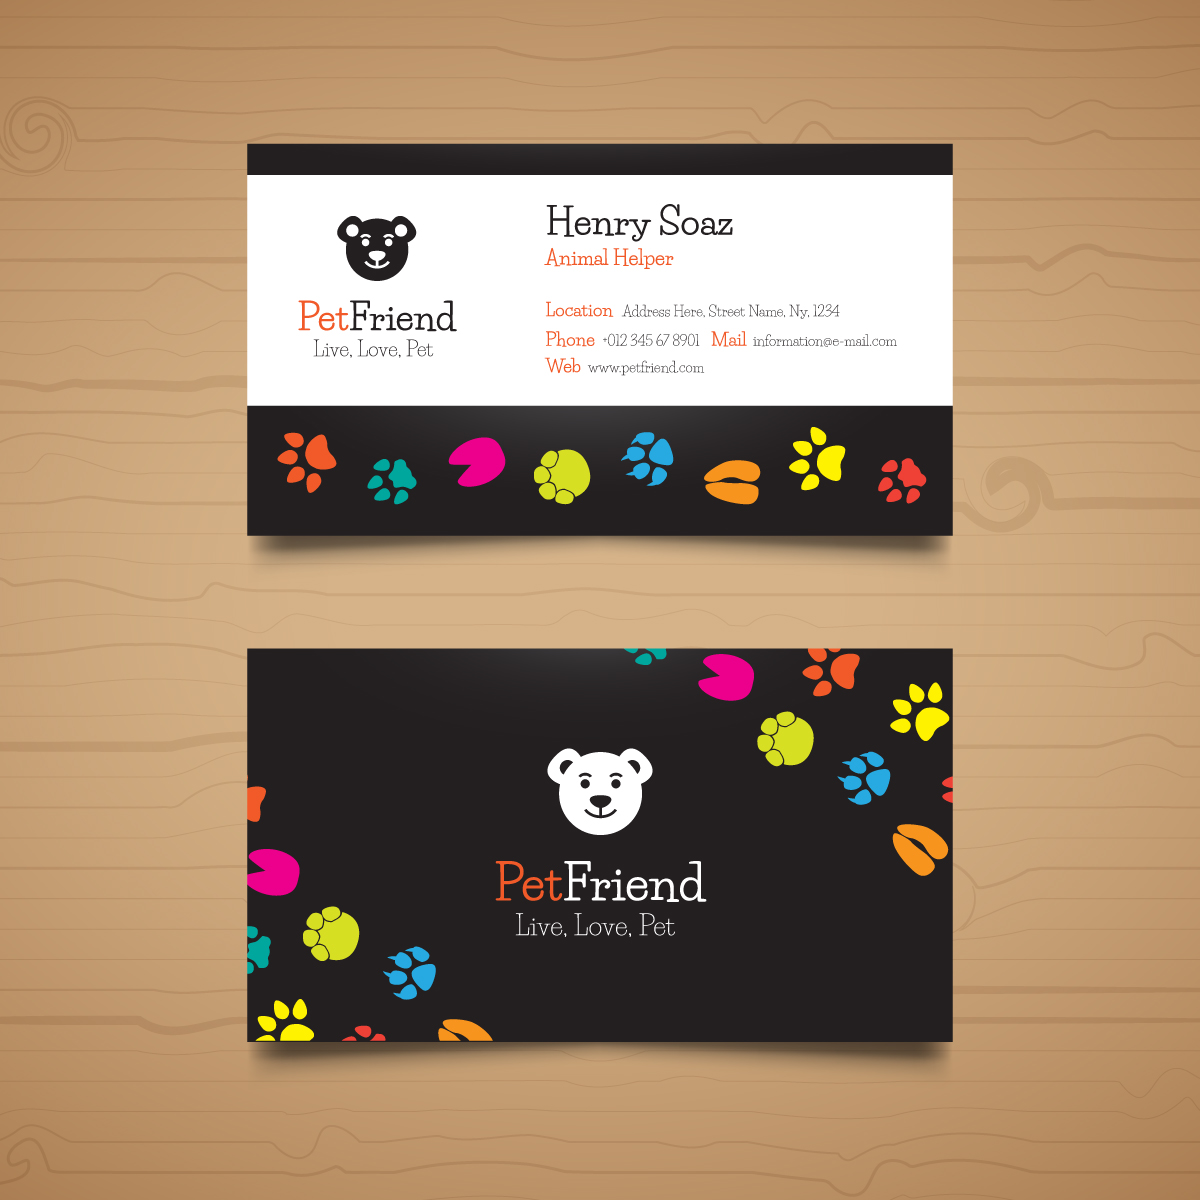 PetFriend
Live, Love, Pet
Henry Soaz
Animal Helper
Location Address Here, Street Name, Ny, 1234
Phone +012 345 67 8901 Mail information@e-mail.com
Web www.petfriend.com
PetFriend
Live, Love, Pet